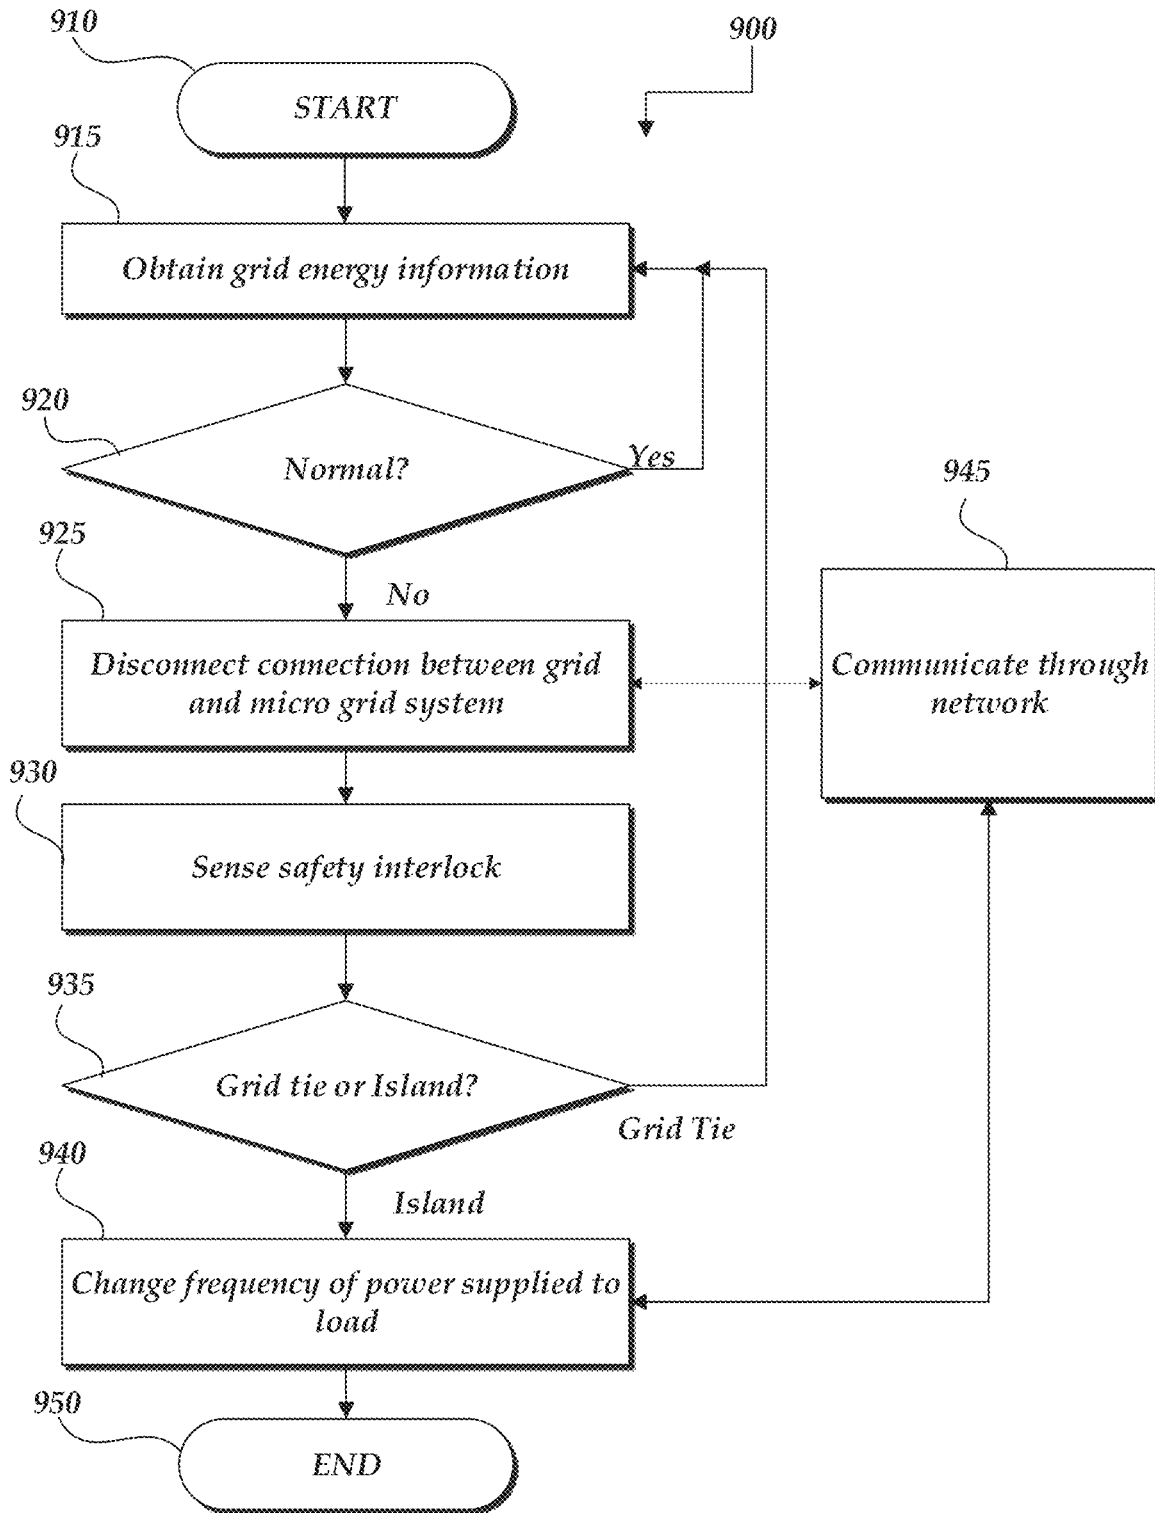 910
900
START
915
Obtain grid energy information
920
Normal?
Yes
945
925
No
Disconnect connection between grid
and micro grid system
Communicate through
network
930
Sense safety interlock
935
Grid tie or Island?
Grid Tie
940
Island
Change frequency of power supplied to
load
950
END